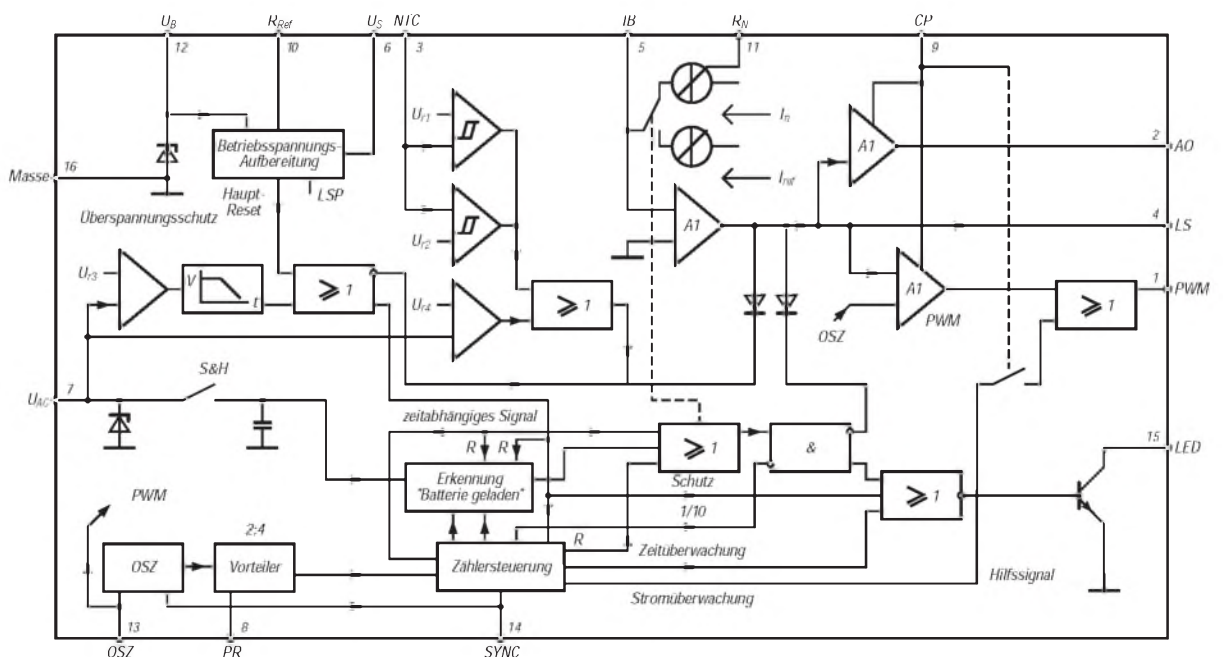 U_B R_Ref U_S NTC IB R_N CP
12 10 6 3 5 11 9
U_r1
I_n
Betriebsspannungs-
Aufbereitung
A1
2 AO
16
Masse
I_ref
Haupt-
Reset
LSP
Überspannungsschutz
U_r2
A1
4 LS
U_r3
V
t
⩾ 1
U_r4
⩾ 1
A1
PWM
OSZ
⩾ 1
1 PWM
7
U_AC
S&H
zeitabhängiges Signal
R R
⩾ 1
&
15 LED
Erkennung
"Batterie geladen"
Schutz
⩾ 1
PWM
1/10
2;4
R
OSZ
Vorteiler
Zählersteuerung
Zeitüberwachung
Hilfssignal
Stromüberwachung
13 8 14
OSZ PR SYNC